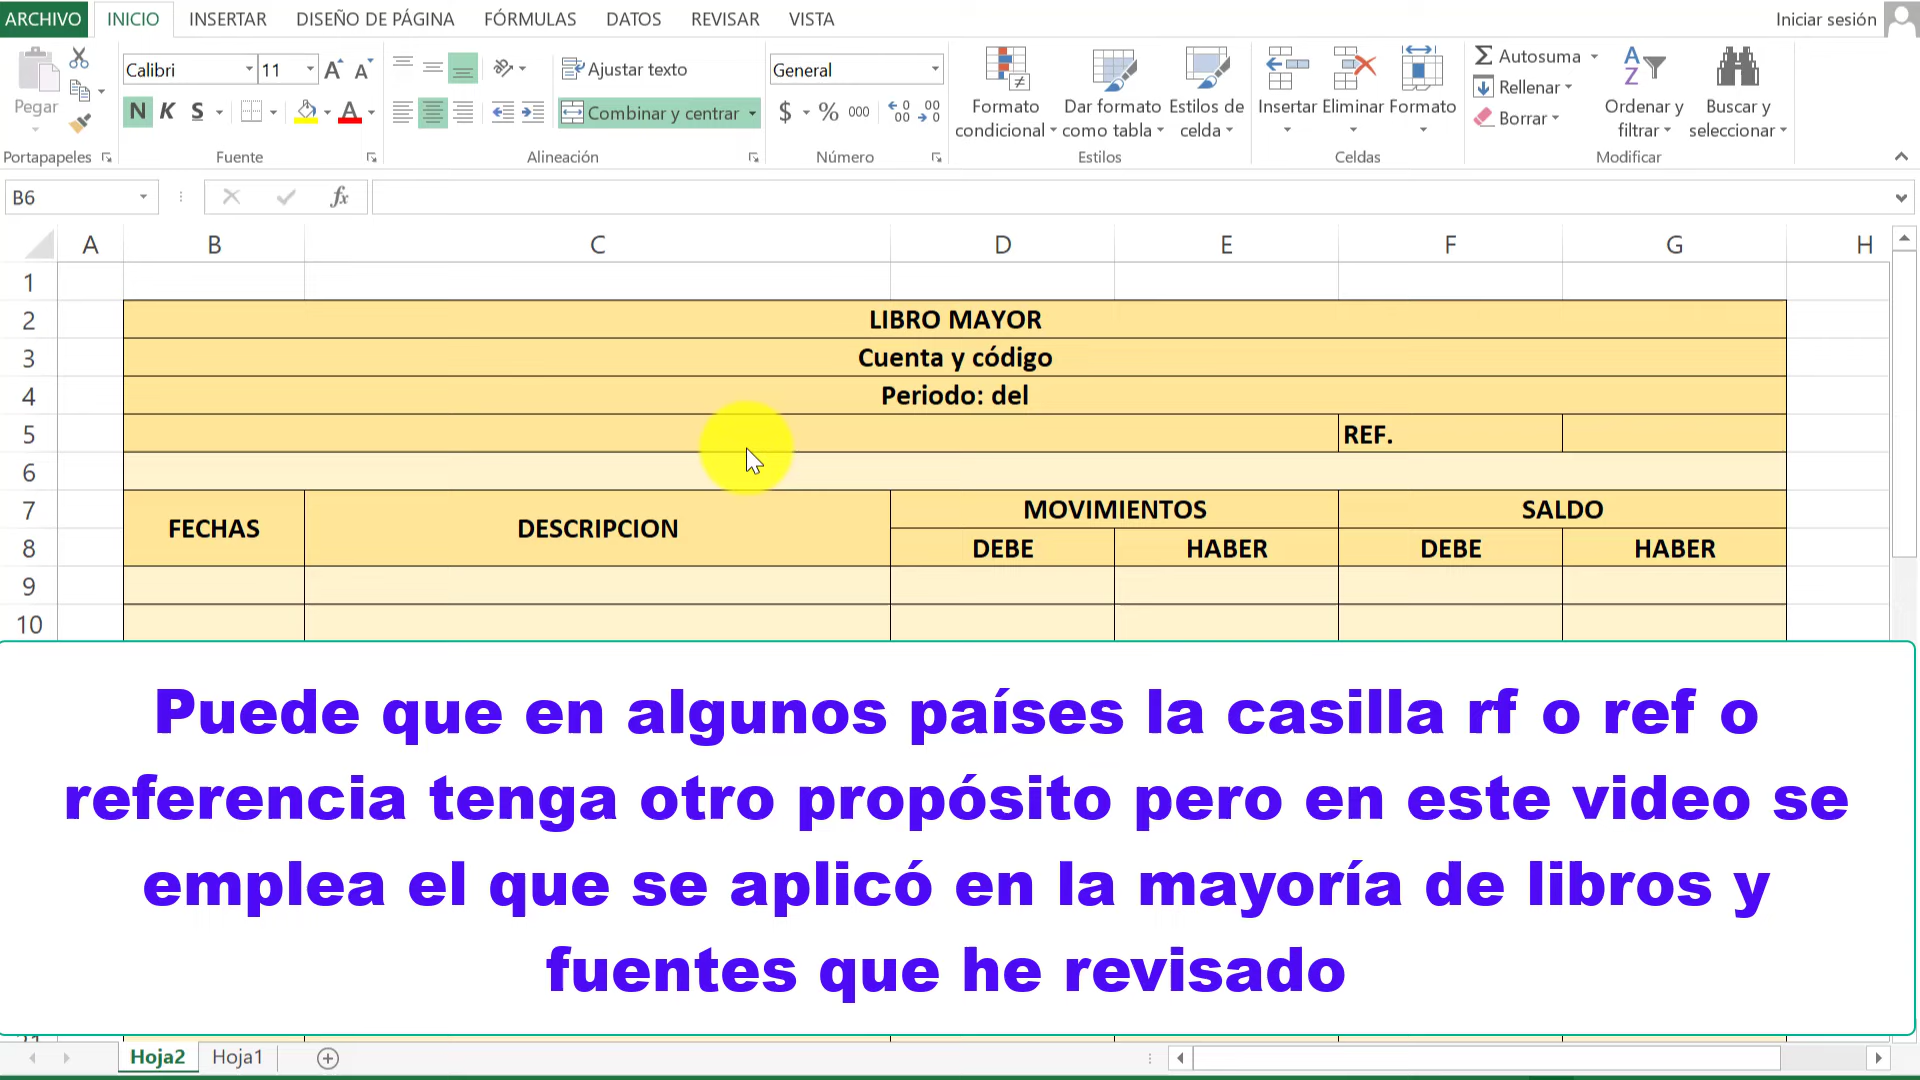 ARCHIVO INICIO INSERTAR DISEÑO DE PÁGINA FÓRMULAS DATOS REVISAR VISTA Iniciar sesión
Pegar
Portapapeles
Calibri 11 A A
N K S A
Fuente
Ajustar texto
Combinar y centrar
Alineación
General
$ % 000 0 00 00 0
Número
Formato condicional
Dar formato como tabla
Estilos de celda
Estilos
Insertar Eliminar Formato
Celdas
Σ Autosuma
Rellenar
Borrar
A Z
Ordenar y filtrar
Buscar y seleccionar
Modificar
B6 fx
A B C D E F G H
1
2 LIBRO MAYOR
3 Cuenta y código
4 Periodo: del
5 REF.
6
7 FECHAS DESCRIPCION MOVIMIENTOS SALDO
8 DEBE HABER DEBE HABER
9
10
Puede que en algunos países la casilla rf o ref o
referencia tenga otro propósito pero en este video se
emplea el que se aplicó en la mayoría de libros y
fuentes que he revisado
Hoja2 Hoja1